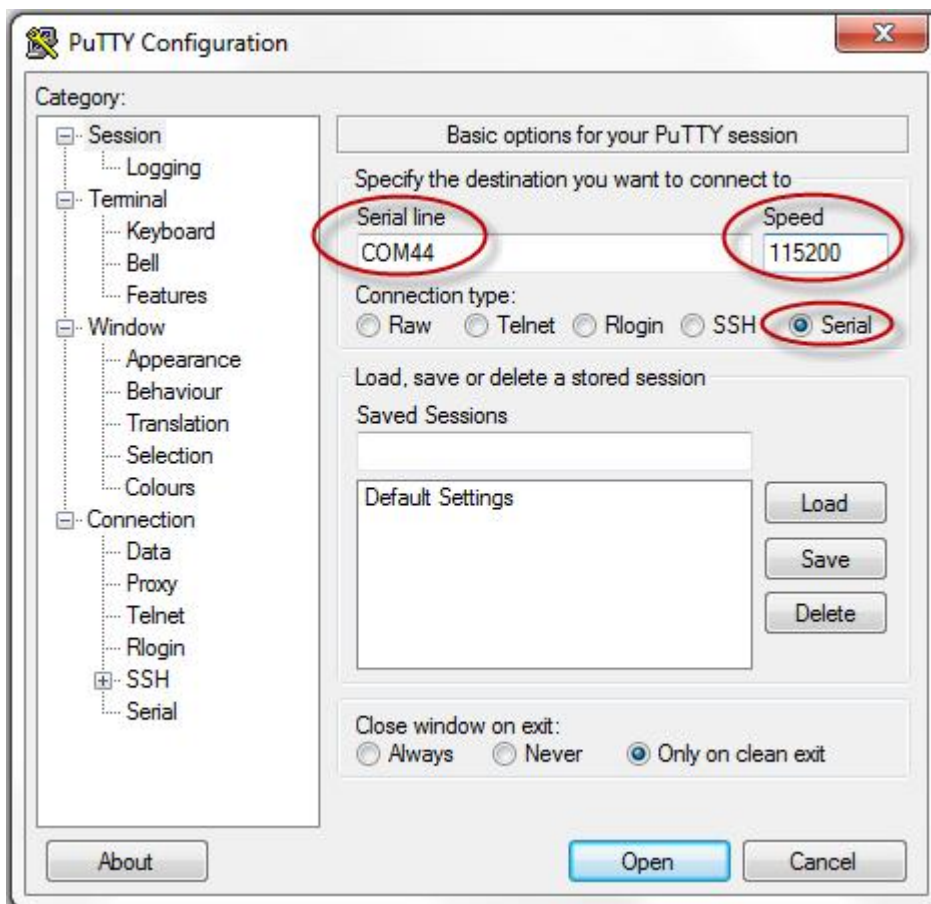 PuTTY Configuration
Category:
Session
Logging
Terminal
Keyboard
Bell
Features
Window
Appearance
Behaviour
Translation
Selection
Colours
Connection
Data
Proxy
Telnet
Rlogin
SSH
Serial
Basic options for your PuTTY session
Specify the destination you want to connect to
Serial line Speed
COM44 115200
Connection type:
Raw Telnet Rlogin SSH Serial
Load, save or delete a stored session
Saved Sessions
Default Settings
Load
Save
Delete
Close window on exit:
Always Never Only on clean exit
About Open Cancel